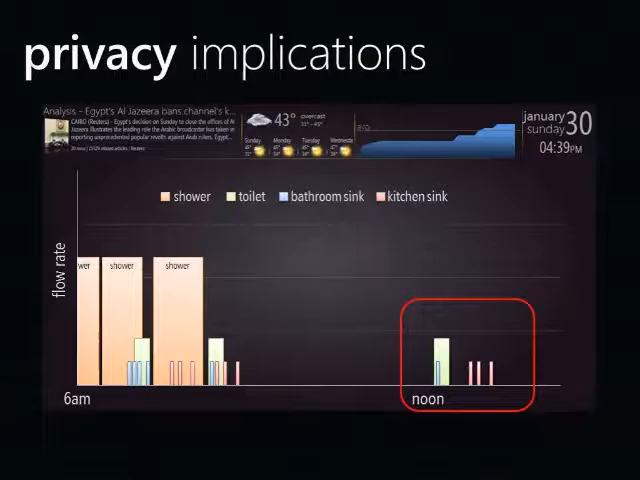 privacy implications
Analysis - Egypt's Al Jazeera bans channel's k...
CAIRO (Reuters) - Egypt's decision on Sunday to close the offices of Al
Jazeera illustrates the leading role the Arabic broadcaster has taken in
reporting unprecedented popular revolts against Arab rulers. Egypt...
43° overcast
Sunday Monday Tuesday Wednesday
january 30
sunday
04:39PM
shower toilet bathroom sink kitchen sink
flow rate
wer shower shower
6am noon